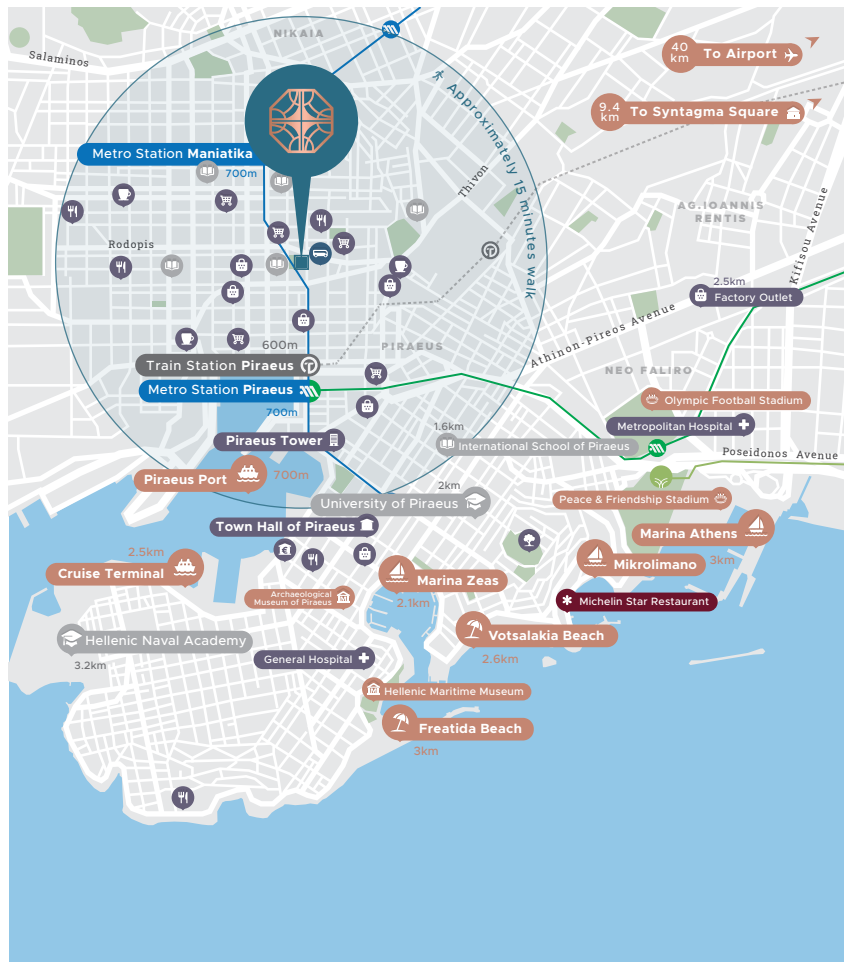 NIKAIA
Salaminos
40
km
To Airport
9.4
km
To Syntagma Square
Approximately 15 minutes walk
Metro Station Maniatika
700m
Thivon
AG.IOANNIS
RENTIS
Kifisou Avenue
Rodopis
2.5km
Factory Outlet
Athinon-Pireos Avenue
600m
PIRAEUS
Train Station Piraeus
NEO FALIRO
Metro Station Piraeus
700m
Olympic Football Stadium
1.6km
Metropolitan Hospital
Piraeus Tower
International School of Piraeus
Poseidonos Avenue
Piraeus Port
700m
2km
University of Piraeus
Peace & Friendship Stadium
Town Hall of Piraeus
Marina Athens
3km
2.5km
Cruise Terminal
Mikrolimano
Marina Zeas
2.1km
Archaeological
Museum of Piraeus
Michelin Star Restaurant
Hellenic Naval Academy
3.2km
Votsalakia Beach
2.6km
General Hospital
Hellenic Maritime Museum
Freatida Beach
3km